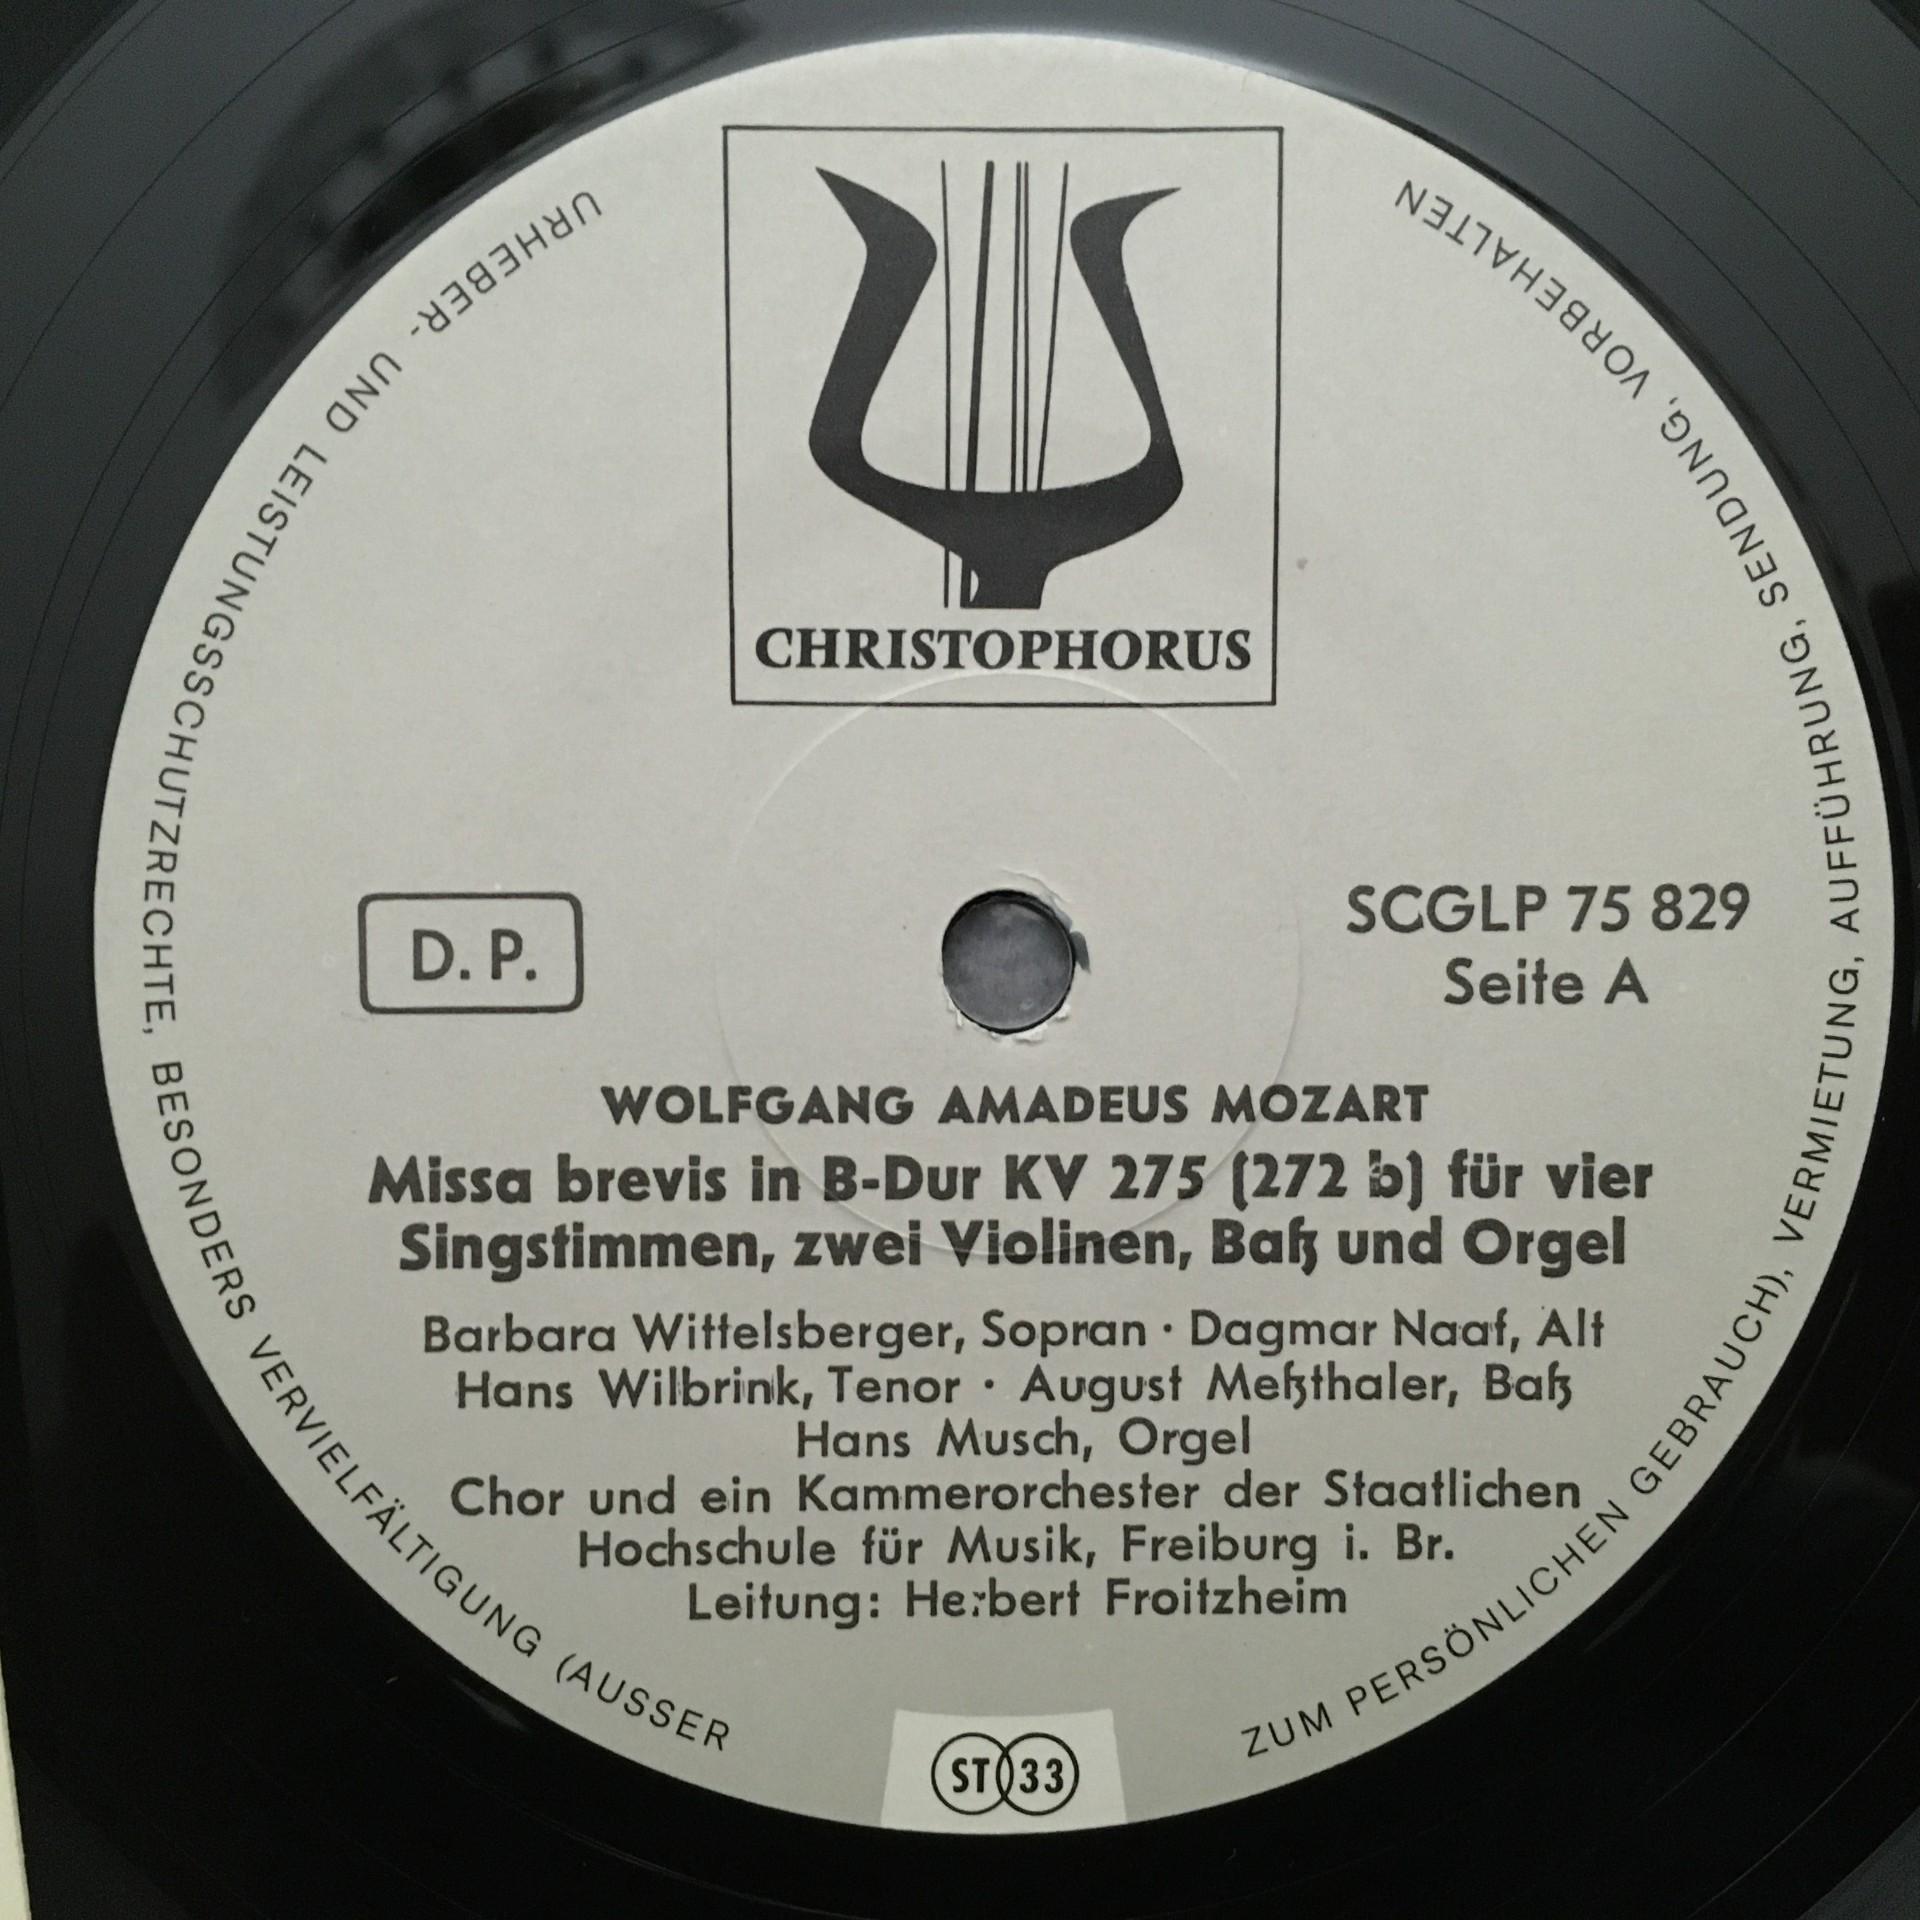 CHRISTOPHORUS
D. P.
SCGLP 75 829
Seite A
WOLFGANG AMADEUS MOZART
Missa brevis in B-Dur KV 275 (272 b) für vier
Singstimmen, zwei Violinen, Baß und Orgel
Barbara Wittelsberger, Sopran · Dagmar Naaf, Alt
Hans Wilbrink, Tenor · August Meßthaler, Baß
Hans Musch, Orgel
Chor und ein Kammerorchester der Staatlichen
Hochschule für Musik, Freiburg i. Br.
Leitung: Herbert Froitzheim
ST 33
URHEBER- UND LEISTUNGSSCHUTZRECHTE, BESONDERS VERVIELFÄLTIGUNG (AUSSER
ZUM PERSÖNLICHEN GEBRAUCH), VERMIETUNG, AUFFÜHRUNG, SENDUNG, VORBEHALTEN